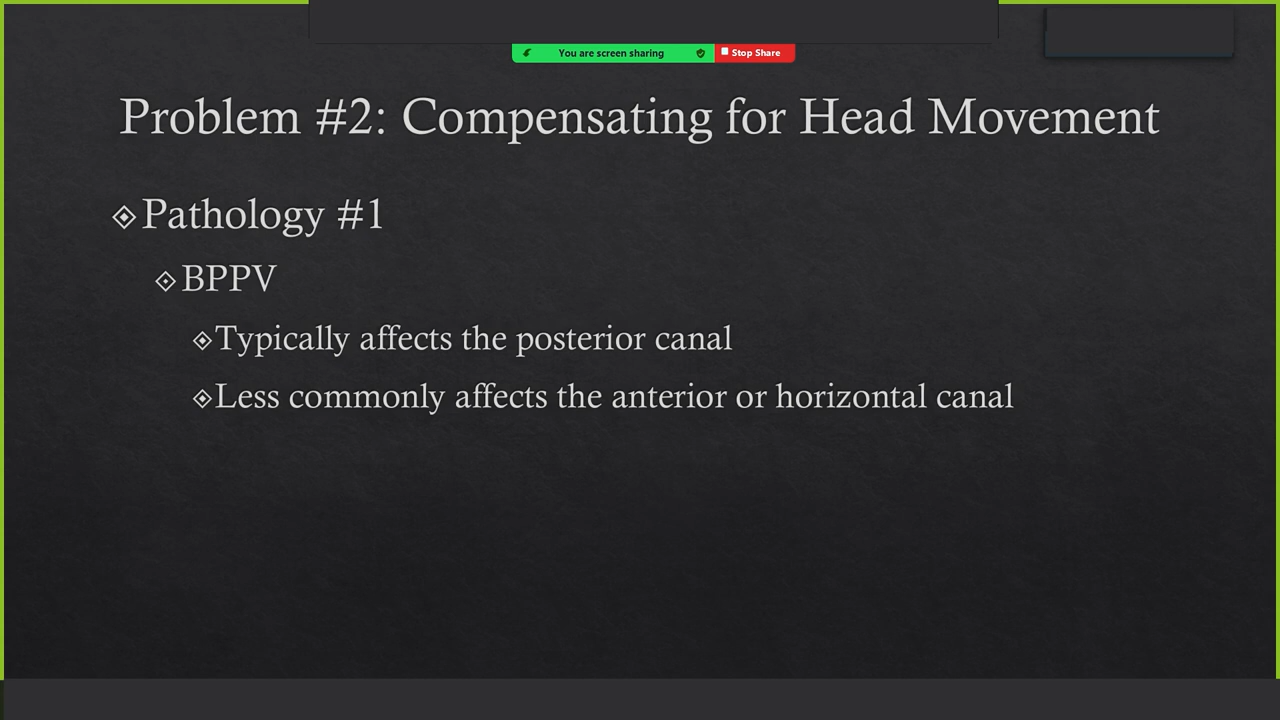 You are screen sharing
Stop Share
Problem #2: Compensating for Head Movement
Pathology #1
BPPV
Typically affects the posterior canal
Less commonly affects the anterior or horizontal canal